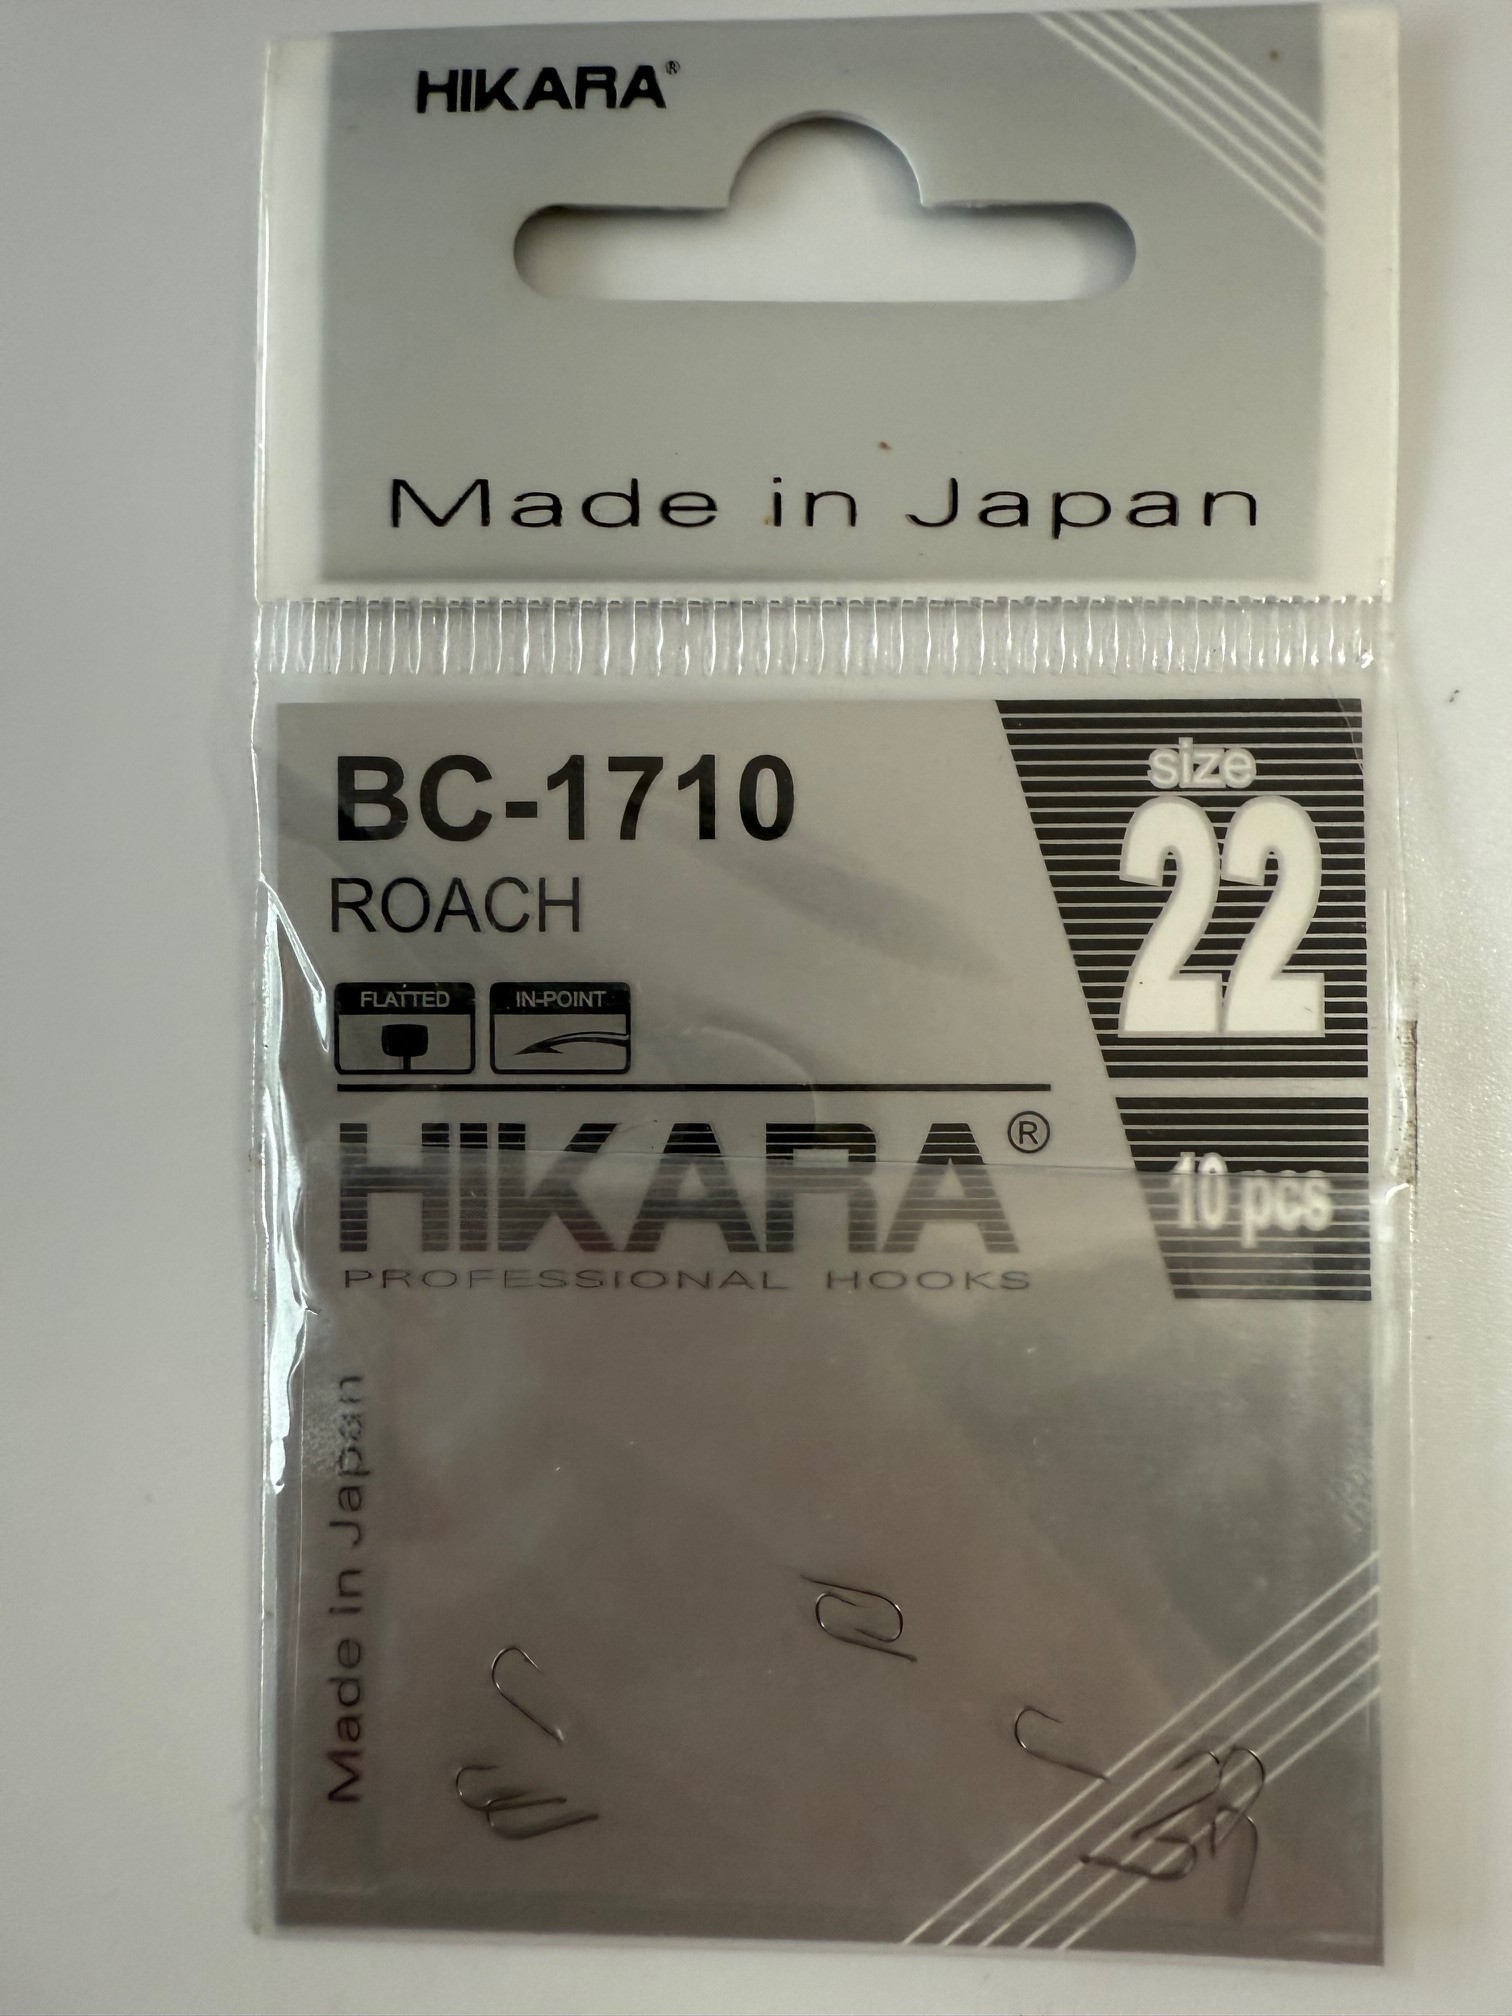 HIKARA®
Made in Japan
BC-1710
size
22
ROACH
FLATTED
IN-POINT
HIKARA®
10 pcs
PROFESSIONAL HOOKS
Made in Japan